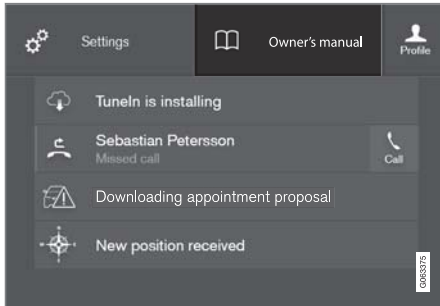 Settings
Owner's manual
Profile
TuneIn is installing
Sebastian Petersson
Missed call
Call
Downloading appointment proposal
New position received
G063375